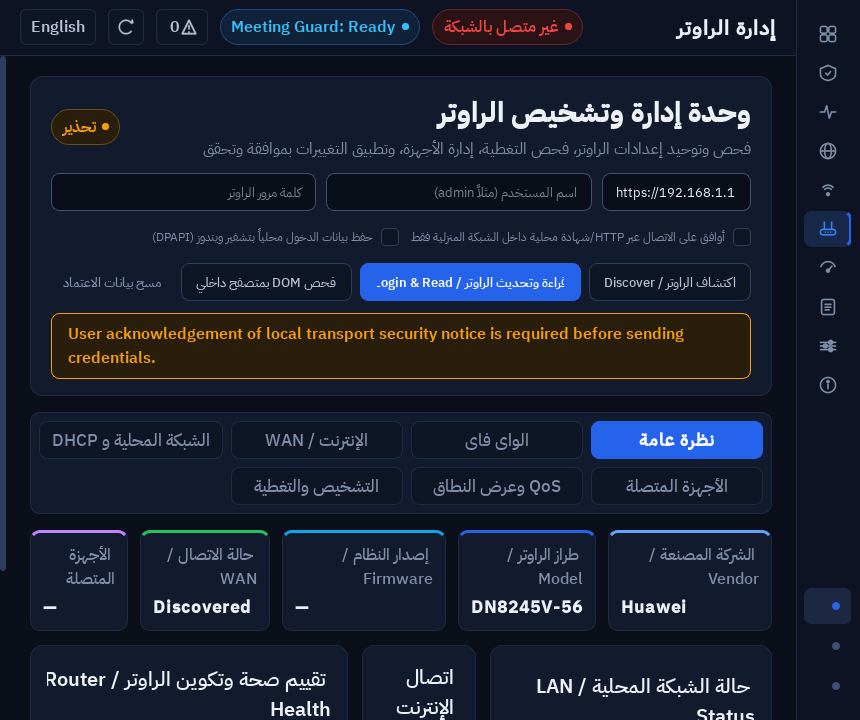 إدارة الراوتر
غير متصل بالشبكة
Meeting Guard: Ready
0
English
وحدة إدارة وتشخيص الراوتر
تحذير
فحص وتوحيد إعدادات الراوتر، فحص التغطية، إدارة الأجهزة، وتطبيق التغييرات بموافقة وتحقق
https://192.168.1.1
اسم المستخدم (مثلاً admin)
كلمة مرور الراوتر
أوافق على الاتصال عبر HTTP/شهادة محلية داخل الشبكة المنزلية فقط
حفظ بيانات الدخول محلياً بتشفير ويندوز (DPAPI)
اكتشاف الراوتر / Discover
قراءة وتحديث الراوتر / Login & Read
فحص DOM بمتصفح داخلي
مسح بيانات الاعتماد
User acknowledgement of local transport security notice is required before sending
credentials.
نظرة عامة
الواي فاي
الإنترنت / WAN
الشبكة المحلية و DHCP
الأجهزة المتصلة
QoS وعرض النطاق
التشخيص والتغطية
الشركة المصنعة /
Vendor
Huawei
طراز الراوتر /
Model
DN8245V-56
إصدار النظام /
Firmware
—
حالة الاتصال /
WAN
Discovered
الأجهزة
المتصلة
—
حالة الشبكة المحلية / LAN
Status
اتصال
الإنترنت
تقييم صحة وتكوين الراوتر / Router
Health